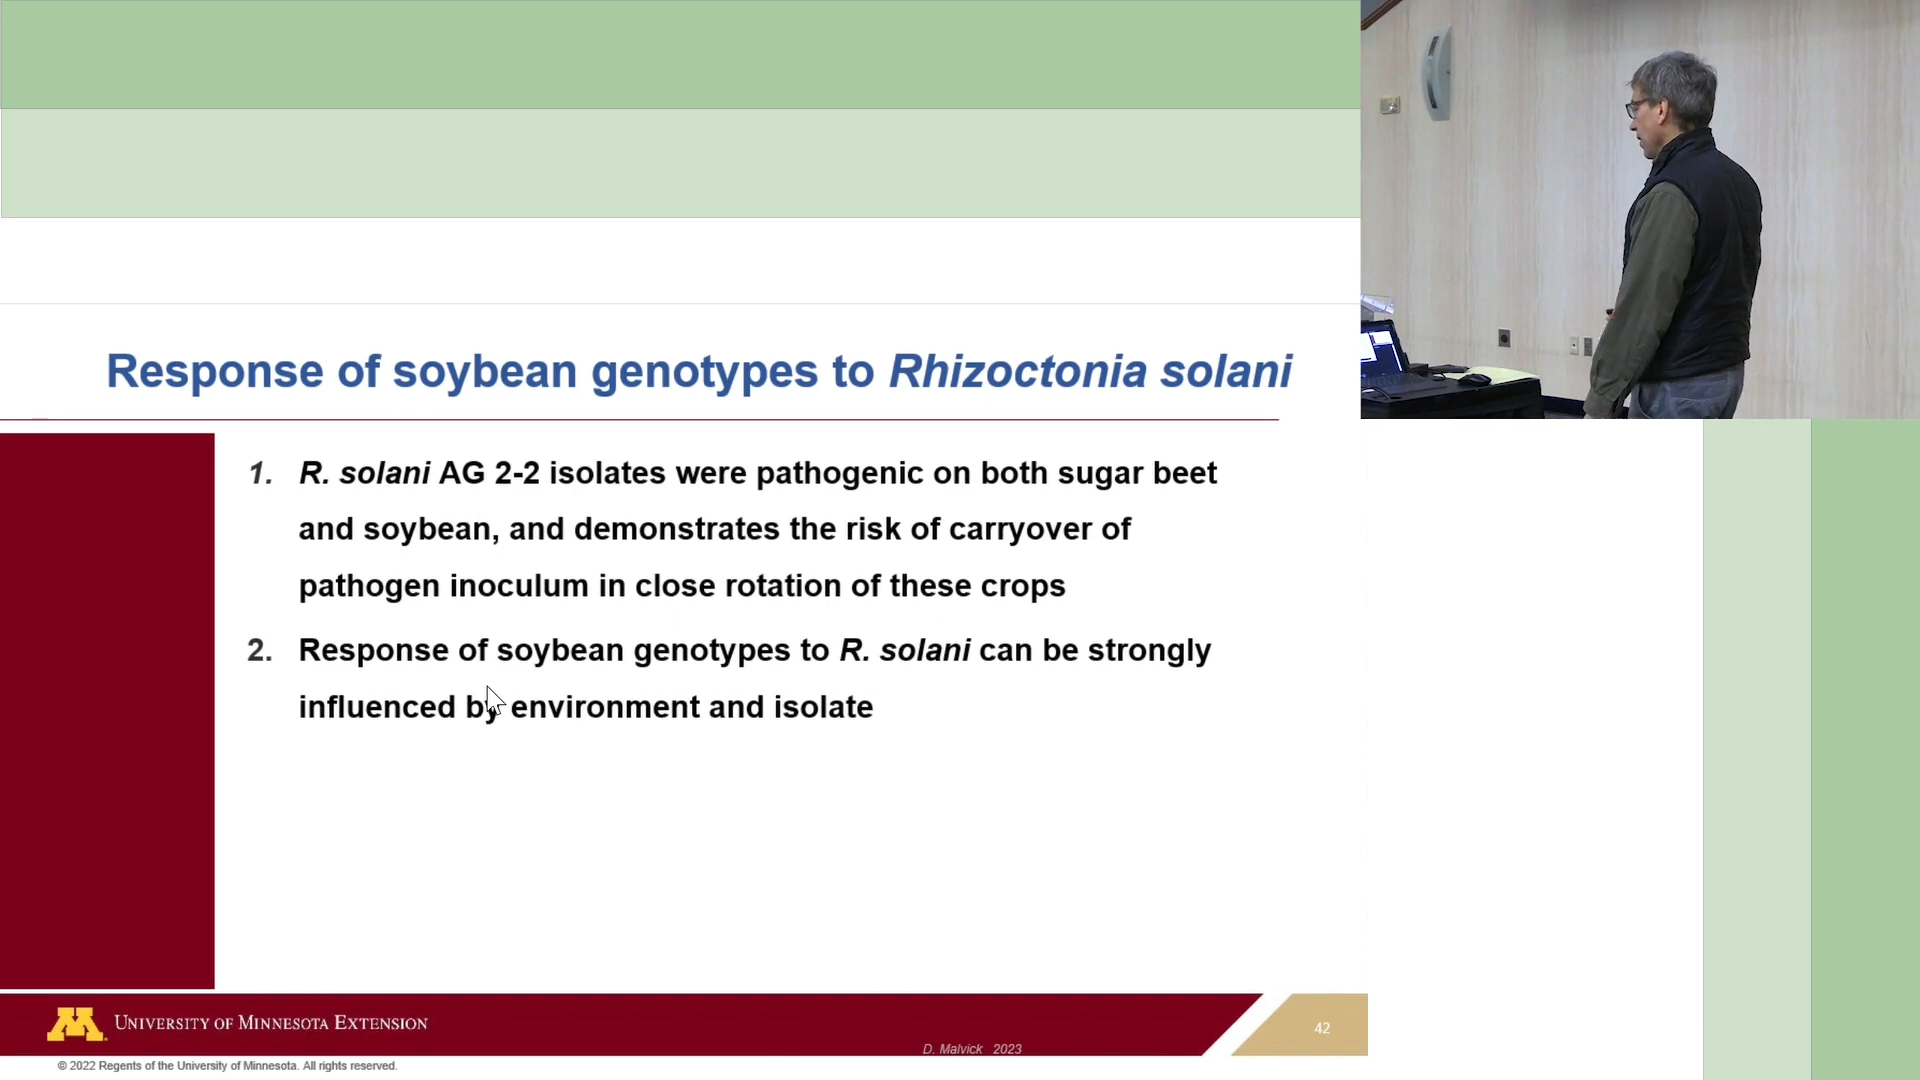 Response of soybean genotypes to Rhizoctonia solani
1. R. solani AG 2-2 isolates were pathogenic on both sugar beet
and soybean, and demonstrates the risk of carryover of
pathogen inoculum in close rotation of these crops
2. Response of soybean genotypes to R. solani can be strongly
influenced by environment and isolate
UNIVERSITY OF MINNESOTA EXTENSION
42
D. Malvick 2023
© 2022 Regents of the University of Minnesota. All rights reserved.